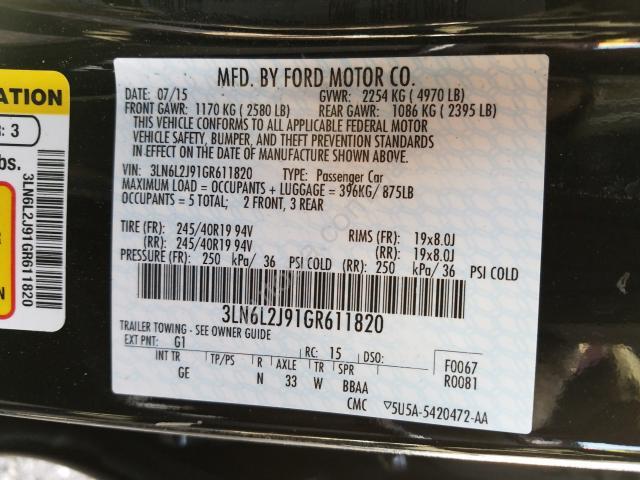 MFD. BY FORD MOTOR CO.
DATE: 07/15 GVWR: 2254 KG ( 4970 LB)
FRONT GAWR: 1170 KG ( 2580 LB) REAR GAWR: 1086 KG ( 2395 LB)
THIS VEHICLE CONFORMS TO ALL APPLICABLE FEDERAL MOTOR
VEHICLE SAFETY, BUMPER, AND THEFT PREVENTION STANDARDS
IN EFFECT ON THE DATE OF MANUFACTURE SHOWN ABOVE.
VIN: 3LN6L2J91GR611820 TYPE: Passenger Car
MAXIMUM LOAD = OCCUPANTS + LUGGAGE = 396KG/ 875LB
OCCUPANTS = 5 TOTAL; 2 FRONT, 3 REAR
TIRE (FR): 245/40R19 94V RIMS (FR): 19x8.0J
(RR): 245/40R19 94V (RR): 19x8.0J
PRESSURE (FR): 250 kPa/ 36 PSI COLD (RR): 250 kPa/ 36 PSI COLD
3LN6L2J91GR611820
TRAILER TOWING - SEE OWNER GUIDE
EXT PNT: G1 RC: 15 DSO: F0067
INT TR TP/PS R AXLE TR SPR R0081
GE N 33 W BBAA
CMC ▽5U5A-5420472-AA
ATION
: 3
bs.
N
3LN6L2J91GR611820